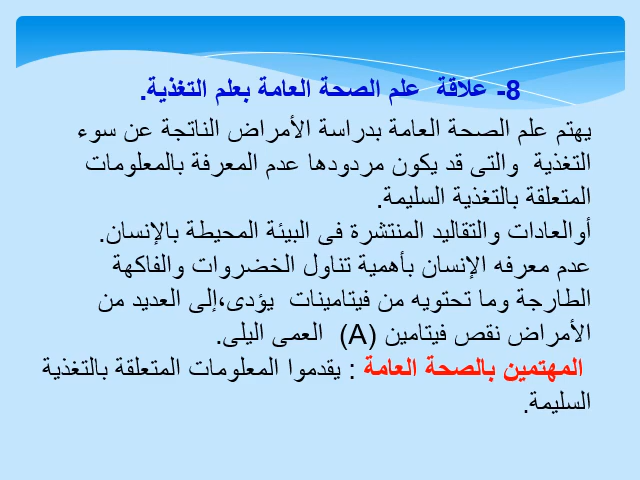 8- علاقة علم الصحة العامة بعلم التغذية.
يهتم علم الصحة العامة بدراسة الأمراض الناتجة عن سوء
التغذية والتى قد يكون مردودها عدم المعرفة بالمعلومات
المتعلقة بالتغذية السليمة.
أوالعادات والتقاليد المنتشرة فى البيئة المحيطة بالإنسان.
عدم معرفه الإنسان بأهمية تناول الخضروات والفاكهة
الطارجة وما تحتويه من فيتامينات يؤدى،إلى العديد من
الأمراض نقص فيتامين (A) العمى اليلى.
المهتمين بالصحة العامة : يقدموا المعلومات المتعلقة بالتغذية
السليمة.